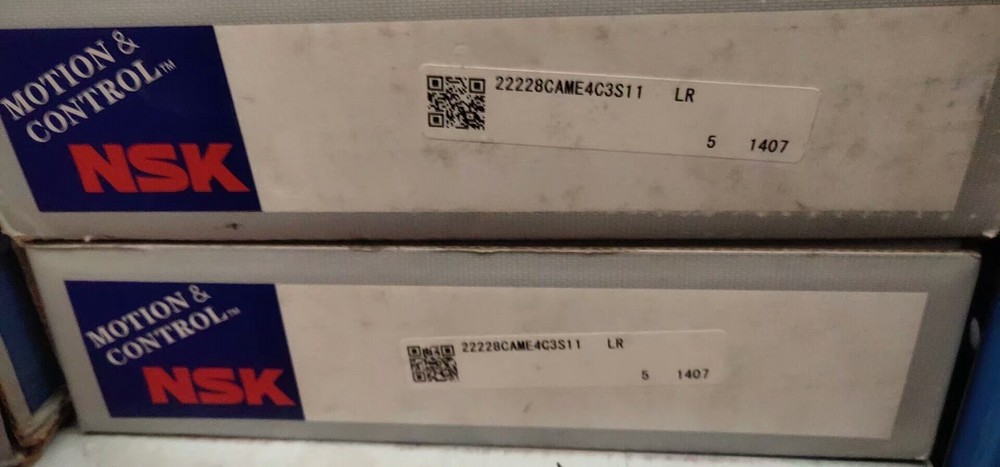 MOTION &
CONTROL™
NSK
22228CAME4C3S11 LR
5 1407
MOTION &
CONTROL™
NSK
22228CAME4C3S11 LR
5 1407